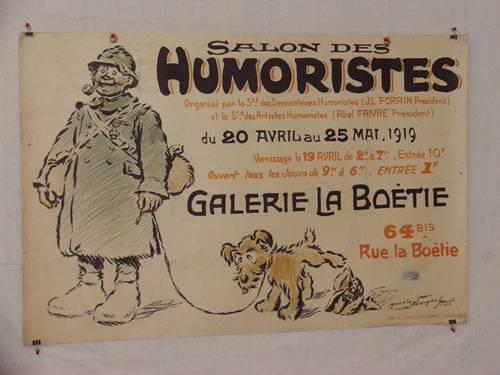 SALON DES
HUMORISTES
Organisé par la Sté des Dessinateurs Humoristes (J.L. FORAIN Président)
et la Sté des Artistes Humoristes (Abel FAIVRE Président)
du 20 AVRIL au 25 MAI, 1919
Vernissage le 19 AVRIL de 2h à 7h. Entrée 10f
Ouvert tous les Jours de 9h à 6h. ENTRÉE 1F
GALERIE LA BOËTIE
64 BIS
Rue la Boëtie